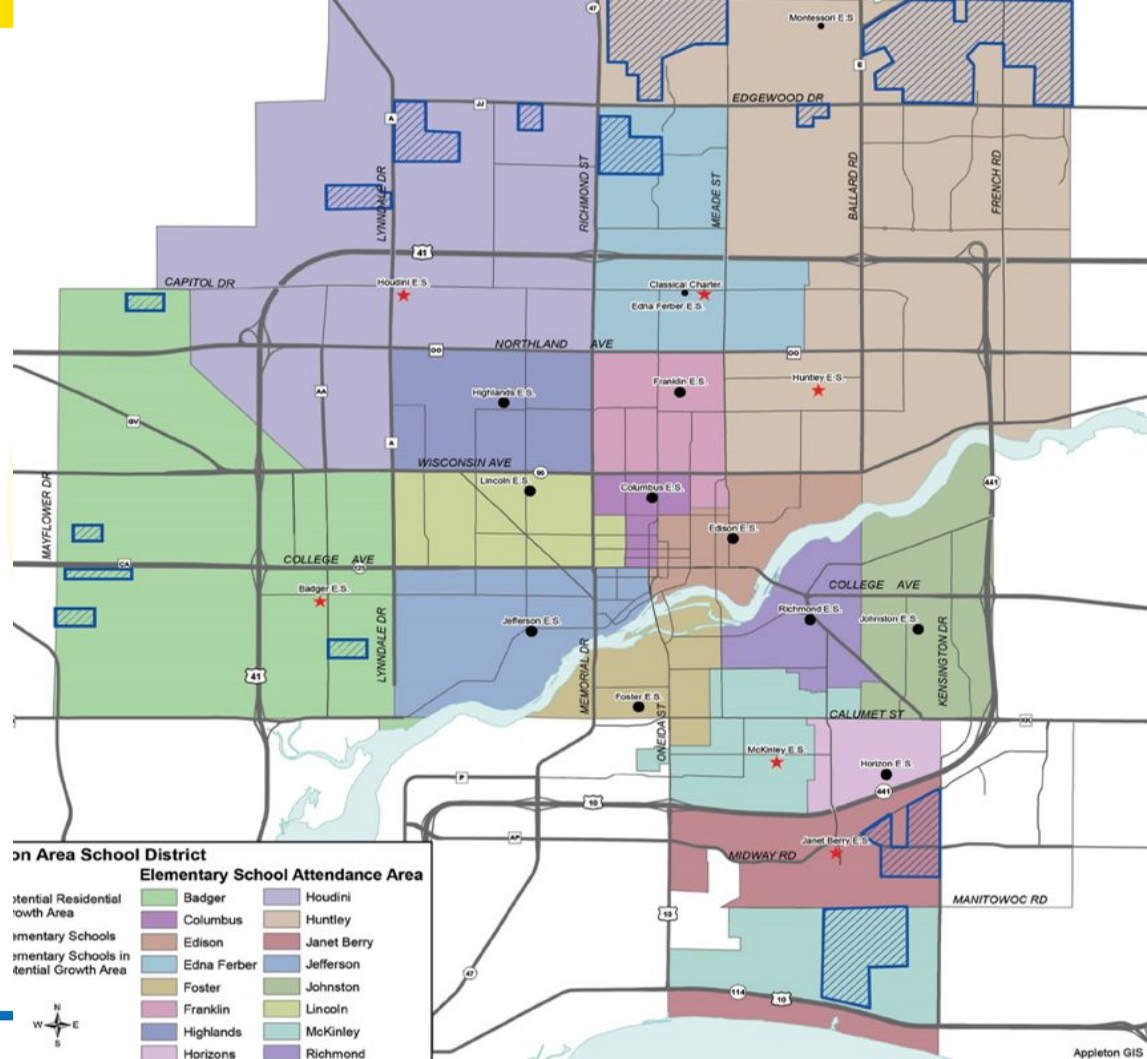 47
Montessori E.S.
E
EDGEWOOD DR
JJ
A
LYNNDALE DR
RICHMOND ST
MEADE ST
BALLARD RD
FRENCH RD
41
CAPITOL DR
Houdini E.S.
Classical Charter
Edna Ferber E.S.
NORTHLAND AVE
OO
OO
Highlands E.S.
Franklin E.S.
Huntley E.S.
AA
GV
A
WISCONSIN AVE
96
Lincoln E.S.
Columbus E.S.
441
MAYFLOWER DR
Edison E.S.
CA
COLLEGE AVE
125
COLLEGE AVE
Badger E.S.
Jefferson E.S.
Richmond E.S.
Johnston E.S.
LYNNDALE DR
MEMORIAL DR
KENSINGTON DR
41
Foster E.S.
ONEIDA ST
CALUMET ST
KK
McKinley E.S.
Horizon E.S.
P
441
10
AP
Janet Berry E.S.
MIDWAY RD
MANITOWOC RD
10
47
114
10
on Area School District
Elementary School Attendance Area
otential Residential
rowth Area
ementary Schools
ementary Schools in
otential Growth Area
Badger
Columbus
Edison
Edna Ferber
Foster
Franklin
Highlands
Horizons
Houdini
Huntley
Janet Berry
Jefferson
Johnston
Lincoln
McKinley
Richmond
N
W E
S
Appleton GIS